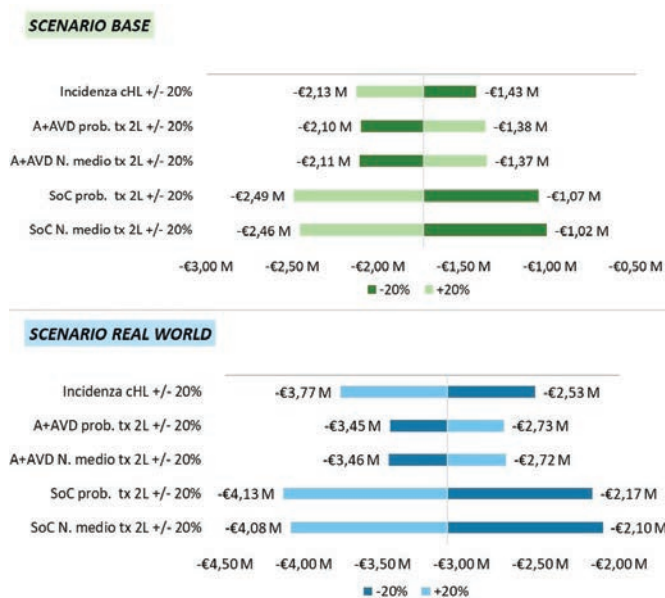 SCENARIO BASE
Incidenza cHL +/- 20%
-€2,13 M
-€1,43 M
A+AVD prob. tx 2L +/- 20%
-€2,10 M
-€1,38 M
A+AVD N. medio tx 2L +/- 20%
-€2,11 M
-€1,37 M
SoC prob. tx 2L +/- 20%
-€2,49 M
-€1,07 M
SoC N. medio tx 2L +/- 20%
-€2,46 M
-€1,02 M
-€3,00 M -€2,50 M -€2,00 M -€1,50 M -€1,00 M -€0,50 M
-20% +20%
SCENARIO REAL WORLD
Incidenza cHL +/- 20%
-€3,77 M
-€2,53 M
A+AVD prob. tx 2L +/- 20%
-€3,45 M
-€2,73 M
A+AVD N. medio tx 2L +/- 20%
-€3,46 M
-€2,72 M
SoC prob. tx 2L +/- 20%
-€4,13 M
-€2,17 M
SoC N. medio tx 2L +/- 20%
-€4,08 M
-€2,10 M
-€4,50 M -€4,00 M -€3,50 M -€3,00 M -€2,50 M -€2,00 M
-20% +20%